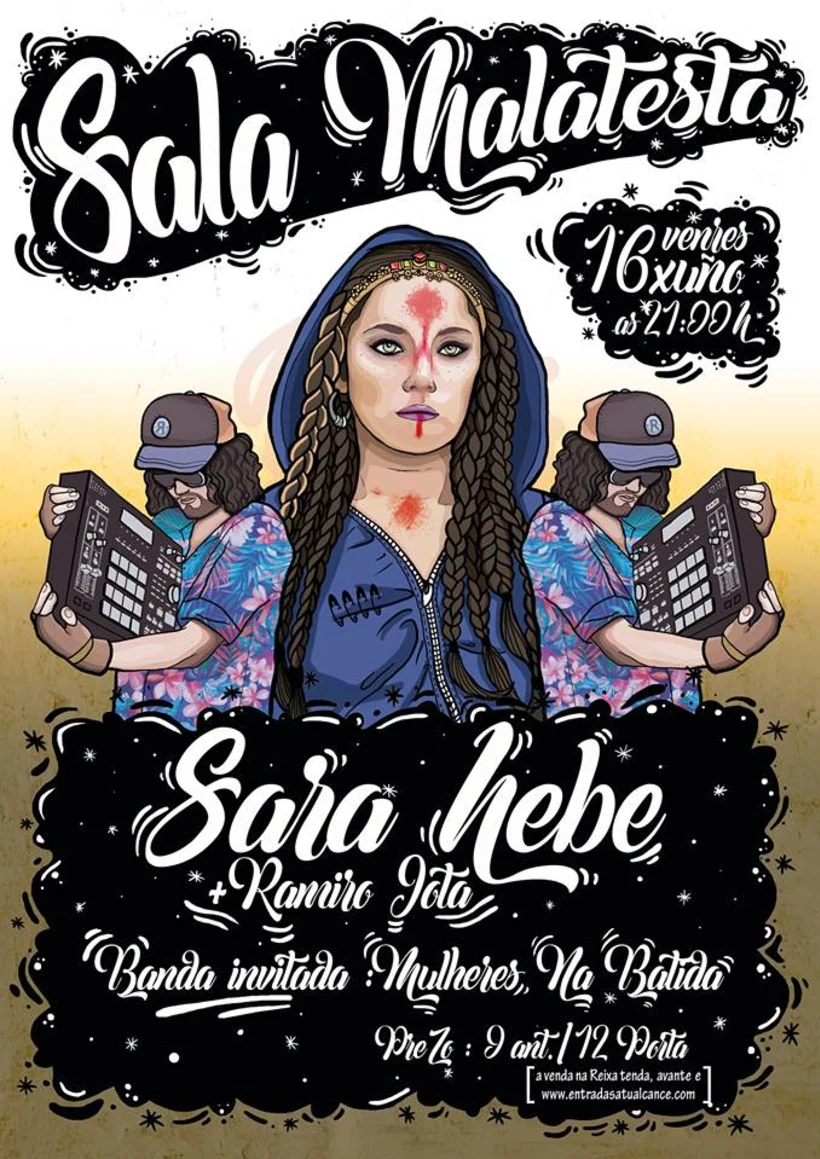 Sala Malatesta
16 venres
xuño
as 21:00h
R
R
Sara Hebe
+Ramiro Jota
Banda invitada : Mulheres, Na Batida
PreZo : 9 ant. / 12 Porta
[a venda na Reixa tenda, avante e
www.entradasatualcance.com]